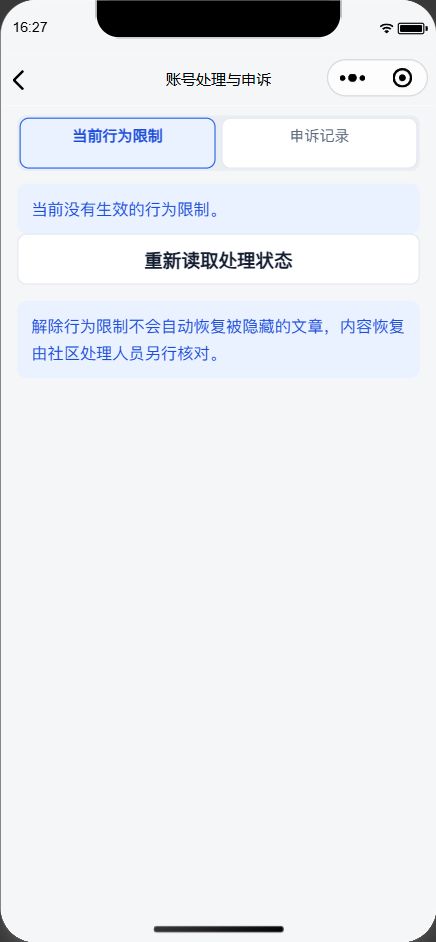 16:27
账号处理与申诉
当前行为限制
申诉记录
当前没有生效的行为限制。
重新读取处理状态
解除行为限制不会自动恢复被隐藏的文章，内容恢复
由社区处理人员另行核对。